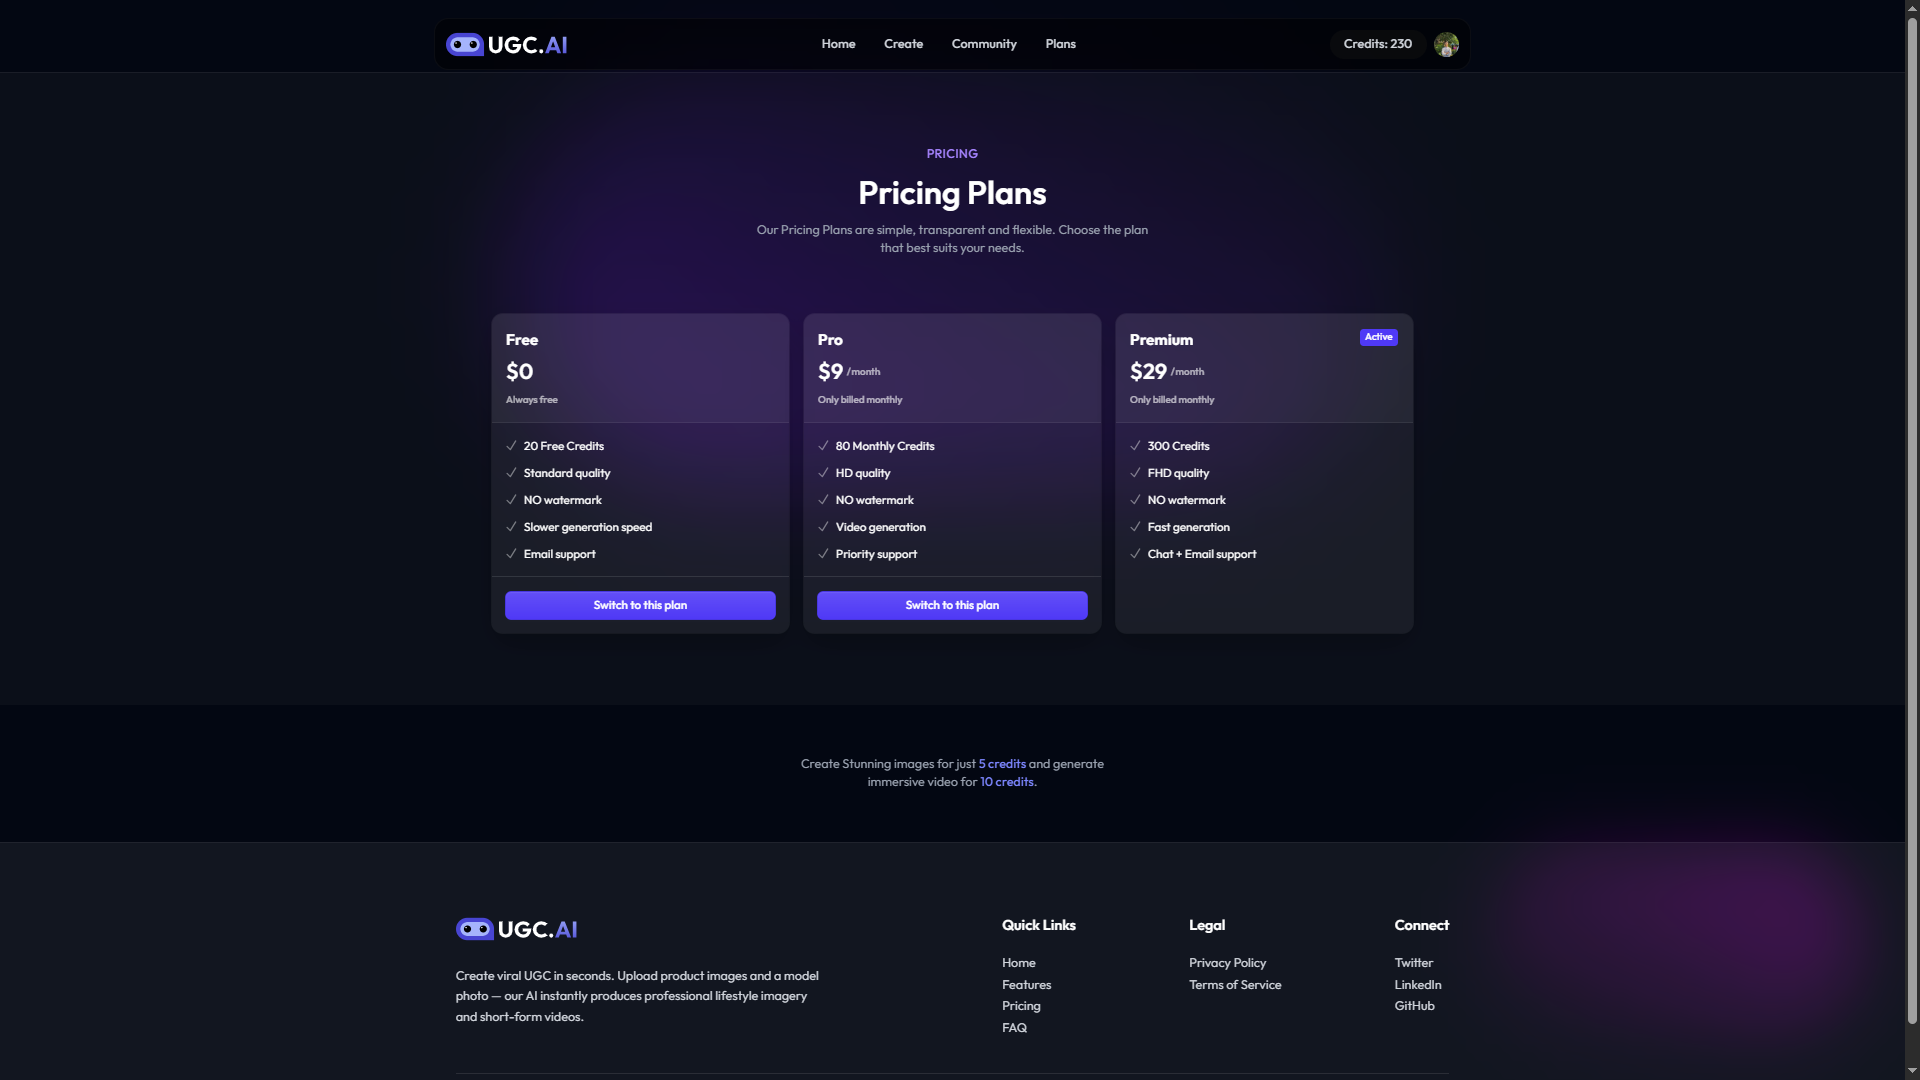 UGC.AI
Home
Create
Community
Plans
Credits: 230
PRICING
Pricing Plans
Our Pricing Plans are simple, transparent and flexible. Choose the plan
that best suits your needs.
Free
$0
Always free
20 Free Credits
Standard quality
NO watermark
Slower generation speed
Email support
Switch to this plan
Pro
$9 /month
Only billed monthly
80 Monthly Credits
HD quality
NO watermark
Video generation
Priority support
Switch to this plan
Premium
Active
$29 /month
Only billed monthly
300 Credits
FHD quality
NO watermark
Fast generation
Chat + Email support
Create Stunning images for just 5 credits and generate
immersive video for 10 credits.
UGC.AI
Create viral UGC in seconds. Upload product images and a model
photo — our AI instantly produces professional lifestyle imagery
and short-form videos.
Quick Links
Home
Features
Pricing
FAQ
Legal
Privacy Policy
Terms of Service
Connect
Twitter
LinkedIn
GitHub